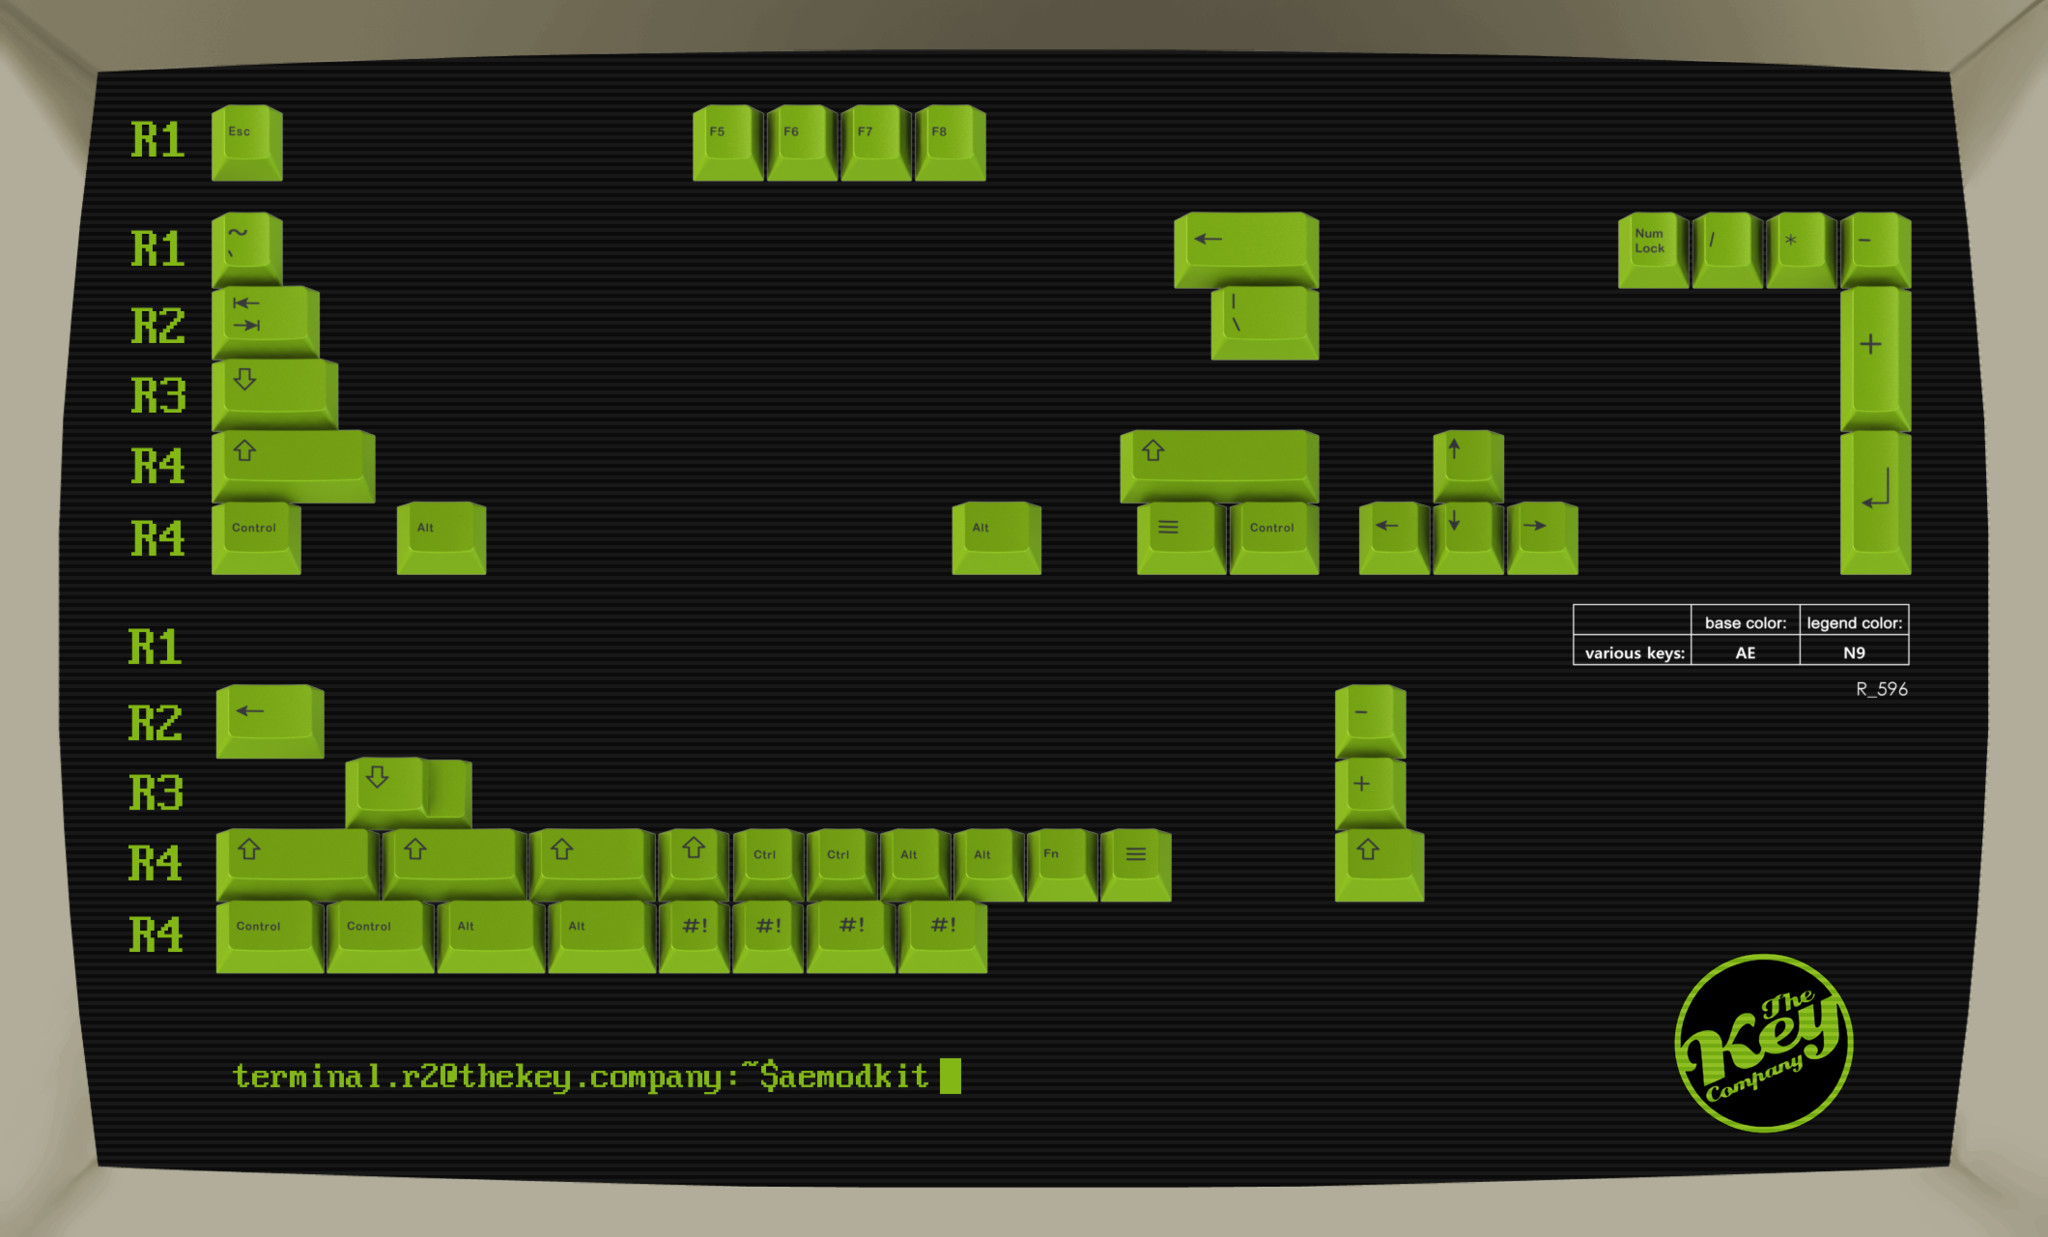 R1 Esc F5 F6 F7 F8
R1 ~ ` ← Num Lock / * -
R2 | \ +
R3
R4
R4 Control Alt Alt Control
R1
base color: legend color:
various keys: AE N9
R_596
R2 ← -
R3 +
R4 Ctrl Ctrl Alt Alt Fn
R4 Control Control Alt Alt #! #! #! #!
The
Key
Company
terminal.r2@thekey.company:~$aemodkit